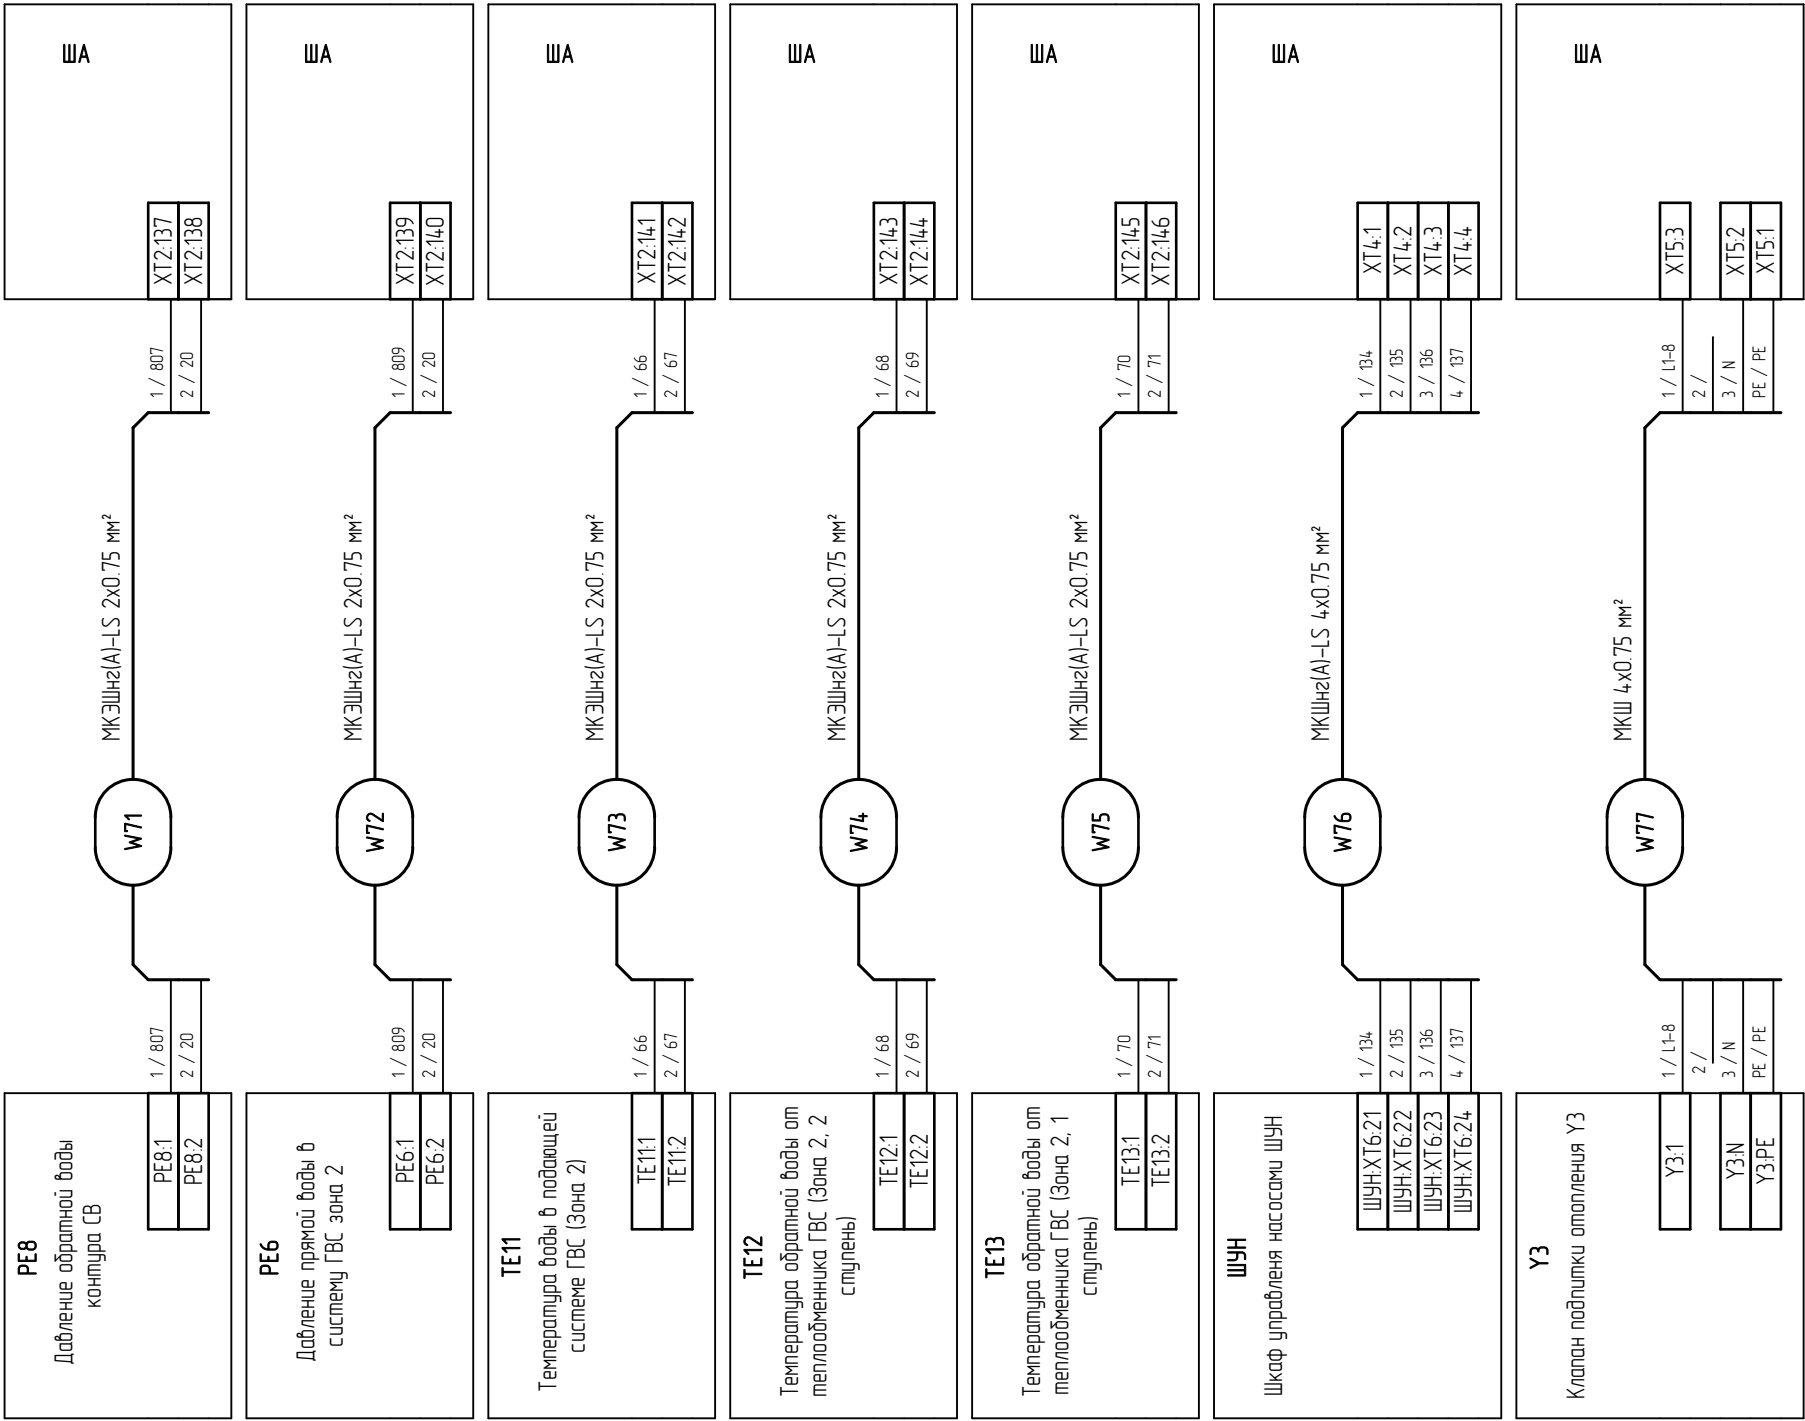 PE8
Давление обратной воды
контура СВ
PE8:1
PE8:2
1 / 807
2 / 20
W71
МКЭШнг(А)-LS 2x0.75 мм²
1 / 807
2 / 20
XT2:137
XT2:138
ША
PE6
Давление прямой воды в
систему ГВС зона 2
PE6:1
PE6:2
1 / 809
2 / 20
W72
МКЭШнг(А)-LS 2x0.75 мм²
1 / 809
2 / 20
XT2:139
XT2:140
ША
TE11
Температура воды в подающей
системе ГВС (Зона 2)
TE11:1
TE11:2
1 / 66
2 / 67
W73
МКЭШнг(А)-LS 2x0.75 мм²
1 / 66
2 / 67
XT2:141
XT2:142
ША
TE12
Температура обратной воды от
теплообменника ГВС (Зона 2, 2
ступень)
TE12:1
TE12:2
1 / 68
2 / 69
W74
МКЭШнг(А)-LS 2x0.75 мм²
1 / 68
2 / 69
XT2:143
XT2:144
ША
TE13
Температура обратной воды от
теплообменника ГВС (Зона 2, 1
ступень)
TE13:1
TE13:2
1 / 70
2 / 71
W75
МКЭШнг(А)-LS 2x0.75 мм²
1 / 70
2 / 71
XT2:145
XT2:146
ША
ШУН
Шкаф управленя насосами ШУН
ШУН:XT6:21
ШУН:XT6:22
ШУН:XT6:23
ШУН:XT6:24
1 / 134
2 / 135
3 / 136
4 / 137
W76
МКШнг(А)-LS 4x0.75 мм²
1 / 134
2 / 135
3 / 136
4 / 137
XT4:1
XT4:2
XT4:3
XT4:4
ША
Y3
Клапан подпитки отопления Y3
Y3:1
Y3:N
Y3:PE
1 / L1-8
2 /
3 / N
PE / PE
W77
МКШ 4x0.75 мм²
1 / L1-8
2 /
3 / N
PE / PE
XT5:3
XT5:2
XT5:1
ША